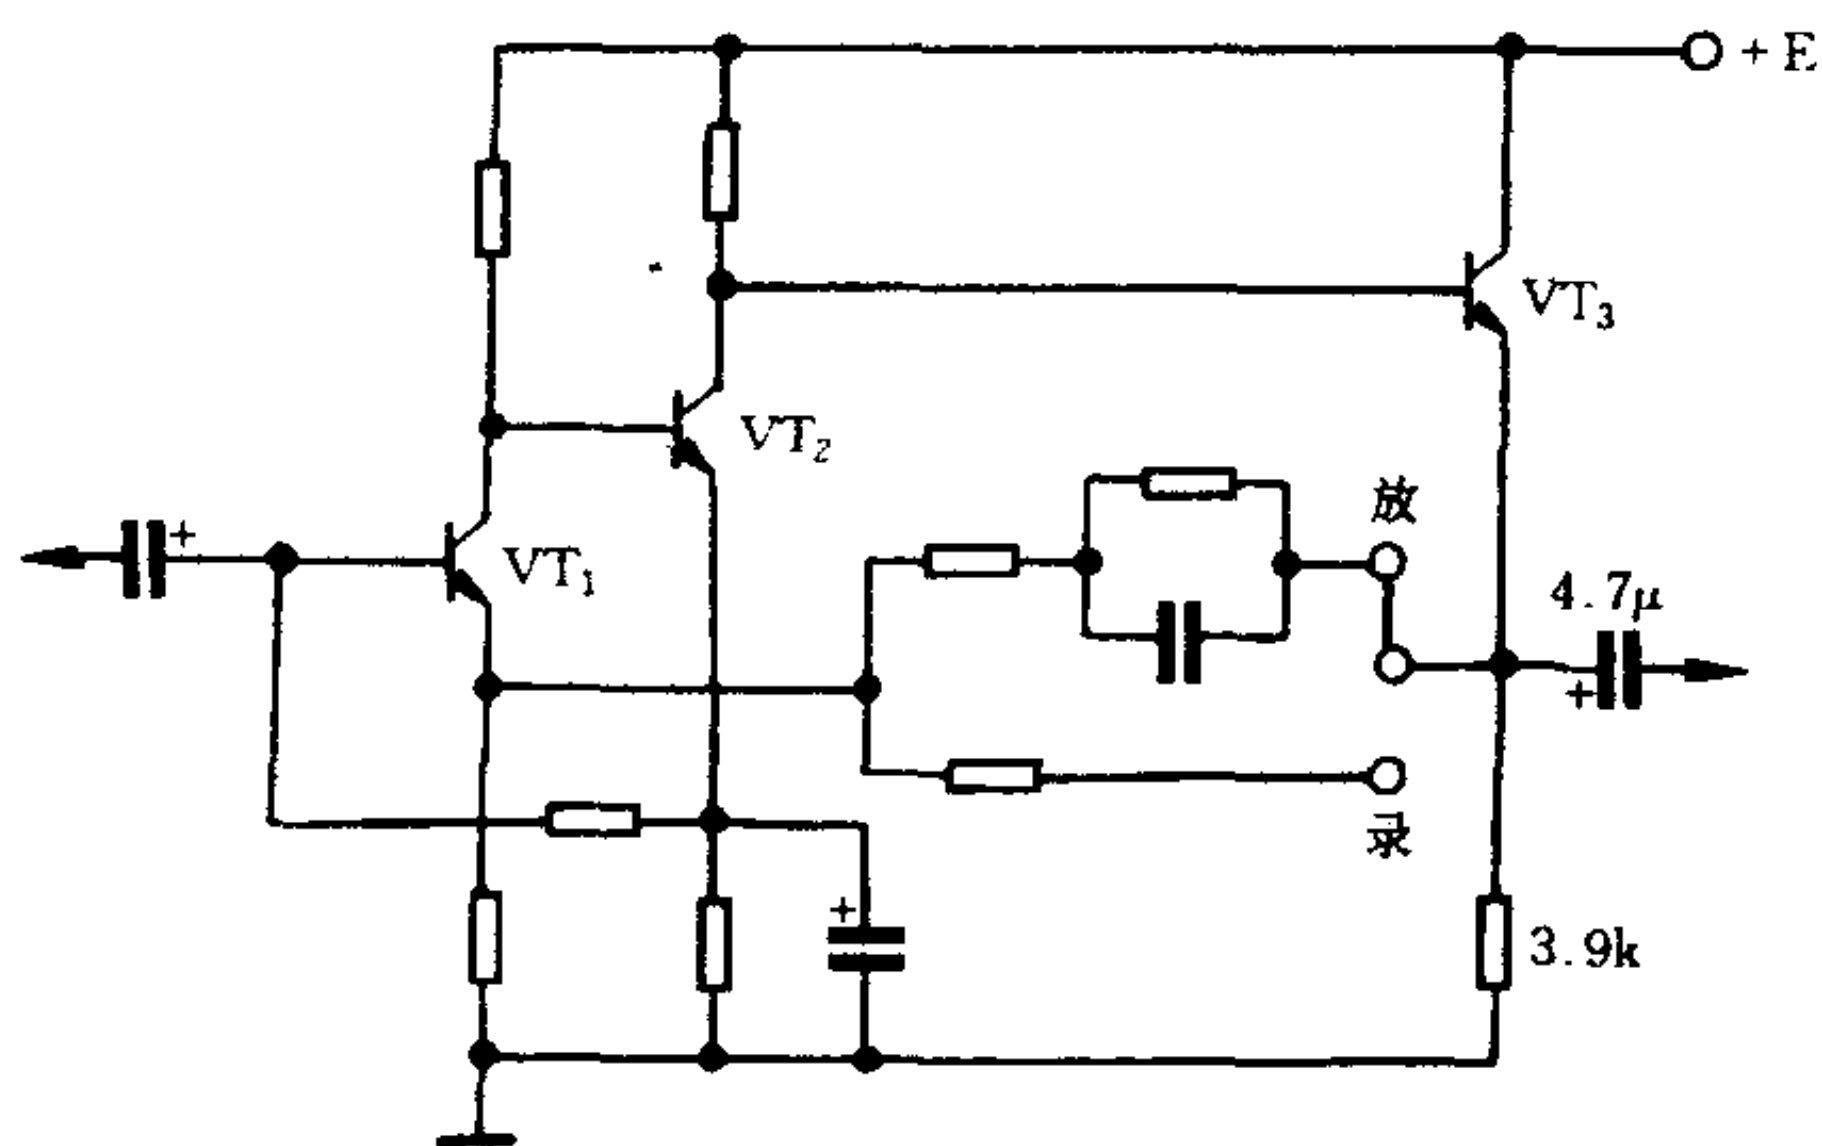 + E
VT₃
VT₂
放
+
VT₁
4.7μ
+
录
+
3.9k